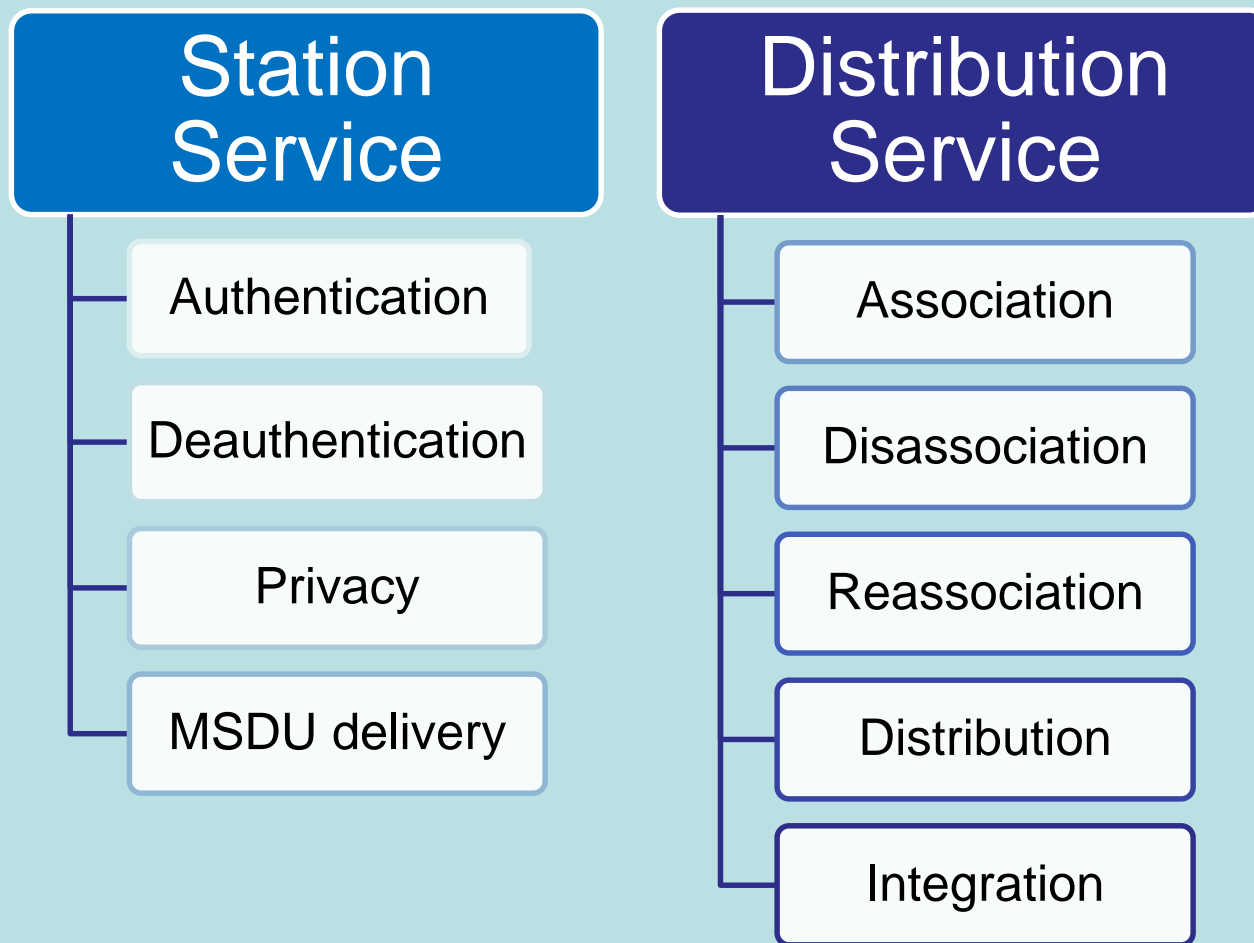 Station
Service
Authentication
Deauthentication
Privacy
MSDU delivery
Distribution
Service
Association
Disassociation
Reassociation
Distribution
Integration